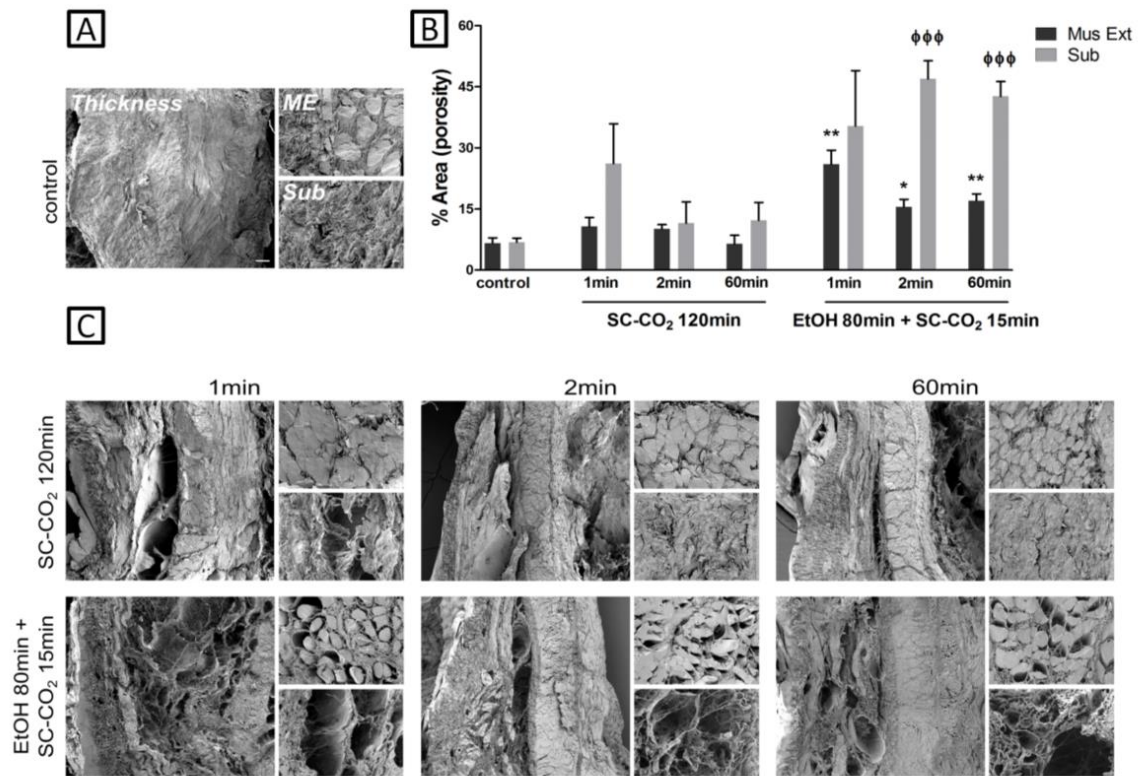 A
Thickness
ME
Sub
control
B
% Area (porosity)
60
45
30
15
0
Mus Ext
Sub
**
*
ϕϕϕ
**
ϕϕϕ
control
1min
2min
60min
1min
2min
60min
SC-CO₂ 120min
EtOH 80min + SC-CO₂ 15min
C
1min
2min
60min
SC-CO₂ 120min
EtOH 80min +
SC-CO₂ 15min